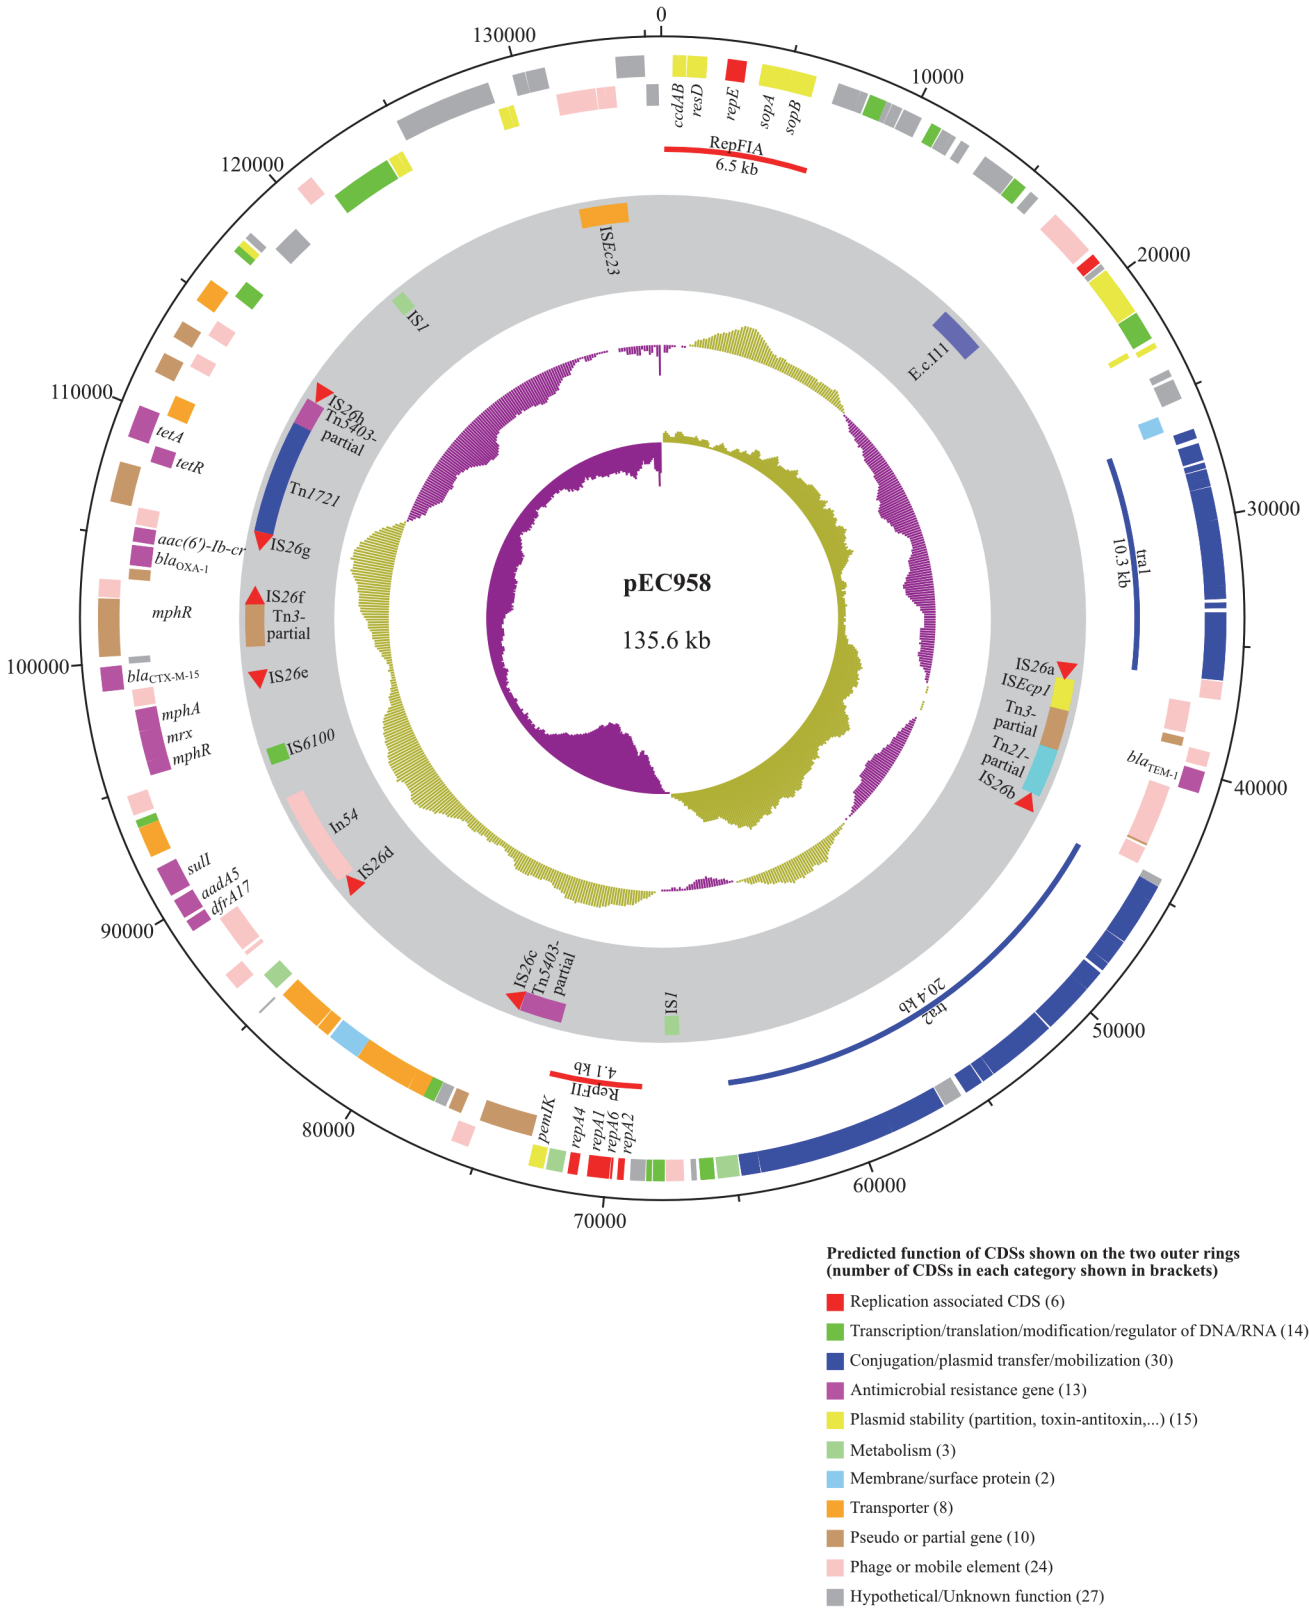 0
10000
20000
30000
40000
50000
60000
70000
80000
90000
100000
110000
120000
130000
ccdAB
resD
repE
sopA
sopB
RepFIA
6.5 kb
ISEc23
E.c.I11
IS1
IS26h
Tn5403-
partial
Tn1721
IS26g
IS26f
Tn3-
partial
IS26e
IS6100
In54
IS26d
IS26c
Tn5403-
partial
IS1
IS26a
ISEcp1
Tn3-
partial
Tn21-
partial
IS26b
tra1
10.3 kb
blaTEM-1
tra2
20.4 kb
RepFII
4.1 kb
pemIK
repA4
repA1
repA6
repA2
tetA
tetR
aac(6')-Ib-cr
blaOXA-1
mphR
blaCTX-M-15
mphA
mrx
mphR
sulI
aadA5
dfrA17
pEC958
135.6 kb
Predicted function of CDSs shown on the two outer rings
(number of CDSs in each category shown in brackets)
Replication associated CDS (6)
Transcription/translation/modification/regulator of DNA/RNA (14)
Conjugation/plasmid transfer/mobilization (30)
Antimicrobial resistance gene (13)
Plasmid stability (partition, toxin-antitoxin,...) (15)
Metabolism (3)
Membrane/surface protein (2)
Transporter (8)
Pseudo or partial gene (10)
Phage or mobile element (24)
Hypothetical/Unknown function (27)